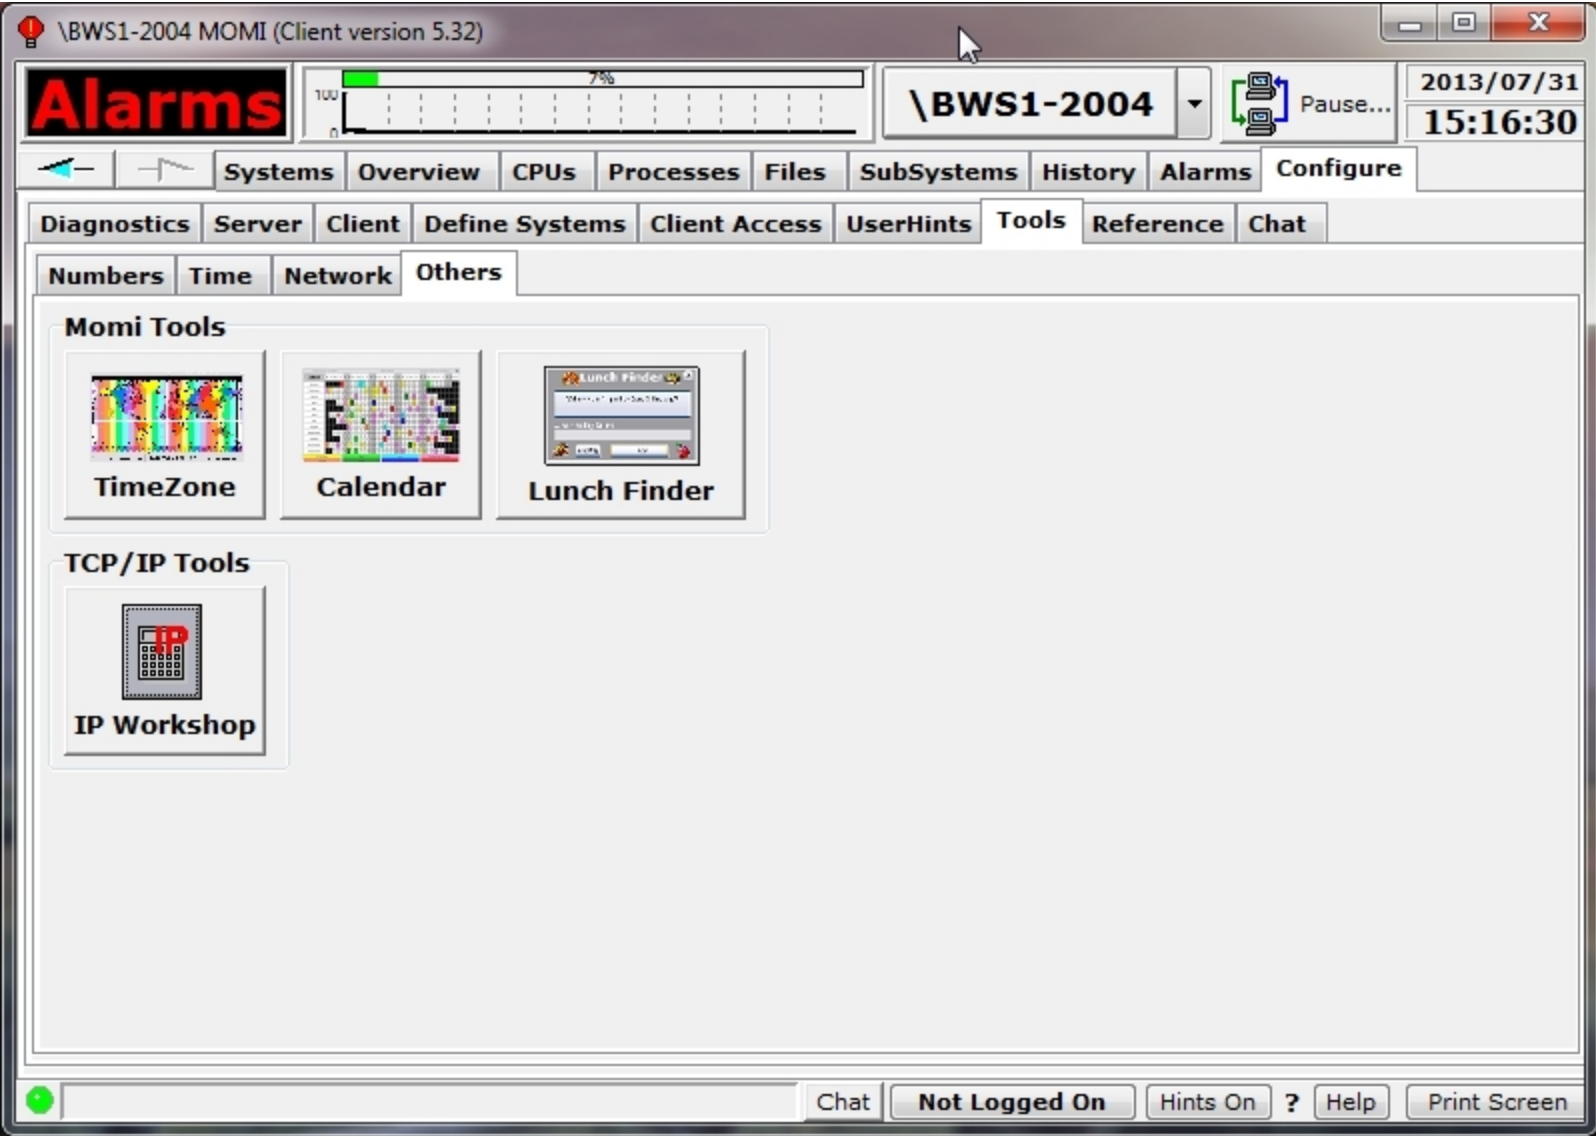 \BWS1-2004 MOMI (Client version 5.32)
Alarms
7%
100
0
\BWS1-2004
Pause...
2013/07/31
15:16:30
Systems Overview CPUs Processes Files SubSystems History Alarms Configure
Diagnostics Server Client Define Systems Client Access UserHints Tools Reference Chat
Numbers Time Network Others
Momi Tools
Lunch Finder
TimeZone Calendar Lunch Finder
TCP/IP Tools
IP
IP Workshop
Chat Not Logged On Hints On ? Help Print Screen